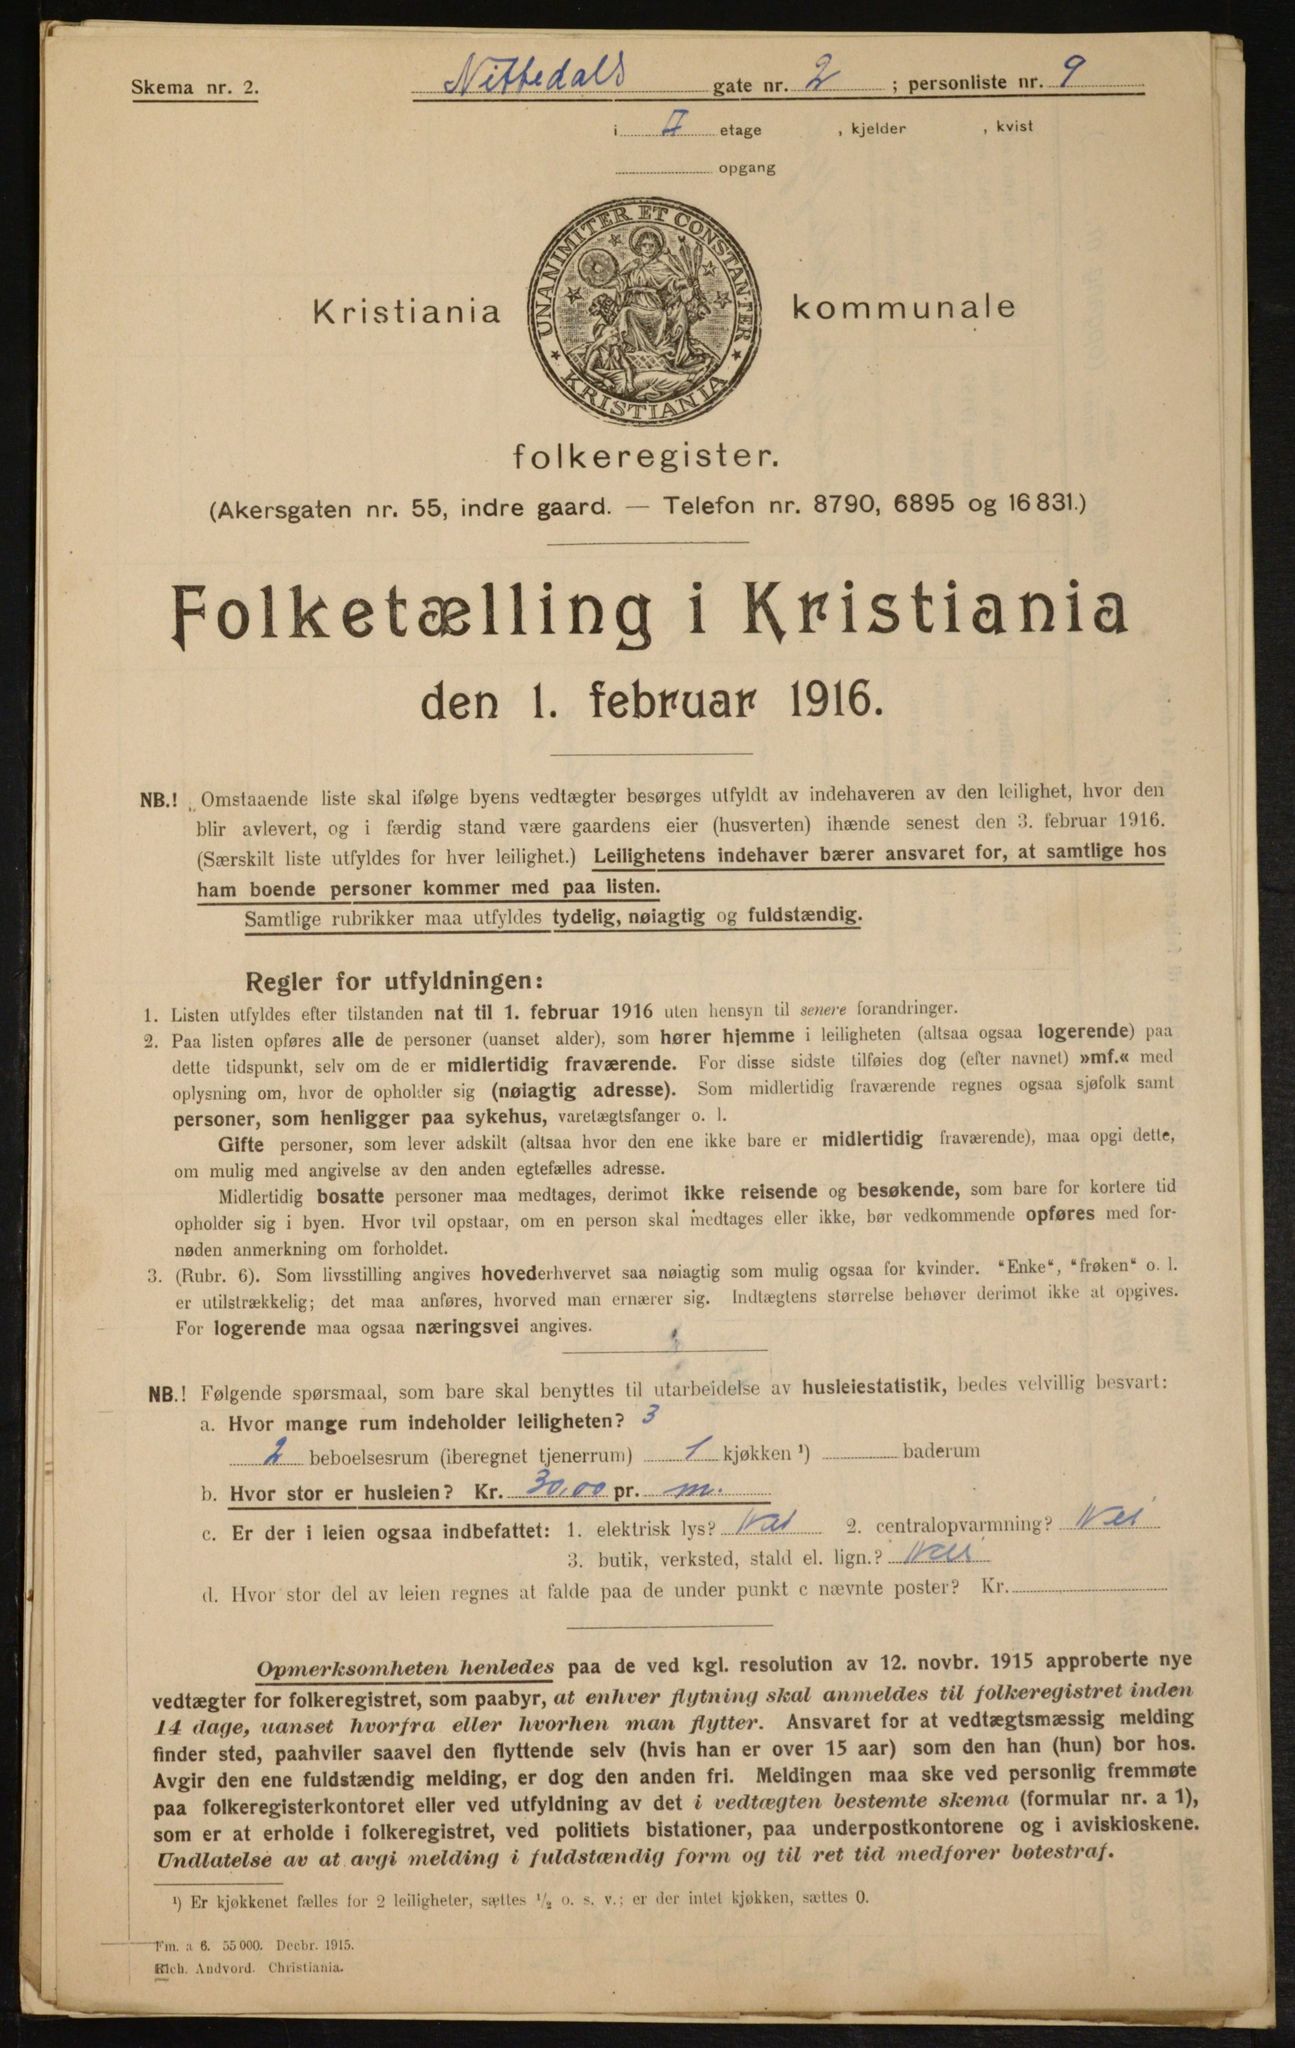 Skema nr. 2.
Nittedals gate nr. 2 ; personliste nr. 9
i etage , kjelder , kvist
opgang
UNANIMITER ET CONSTANTER
KRISTIANIA
Kristiania kommunale
folkeregister.
(Akersgaten nr. 55, indre gaard. — Telefon nr. 8790, 6895 og 16 831.)
Folketælling i Kristiania
den 1. februar 1916.
NB.! Omstaaende liste skal ifølge byens vedtægter besørges utfyldt av indehaveren av den leilighet, hvor den
blir avlevert, og i færdig stand være gaardens eier (husverten) ihænde senest den 3. februar 1916.
(Særskilt liste utfyldes for hver leilighet.) Leilighetens indehaver bærer ansvaret for, at samtlige hos
ham boende personer kommer med paa listen.
Samtlige rubrikker maa utfyldes tydelig, nøiagtig og fuldstændig.
Regler for utfyldningen:
1. Listen utfyldes efter tilstanden nat til 1. februar 1916 uten hensyn til senere forandringer.
2. Paa listen opføres alle de personer (uanset alder), som hører hjemme i leiligheten (altsaa ogsaa logerende) paa
dette tidspunkt, selv om de er midlertidig fraværende. For disse sidste tilføies dog (efter navnet) »mf.« med
oplysning om, hvor de opholder sig (nøiagtig adresse). Som midlertidig fraværende regnes ogsaa sjøfolk samt
personer, som henligger paa sykehus, varetægtsfanger o. l.
Gifte personer, som lever adskilt (altsaa hvor den ene ikke bare er midlertidig fraværende), maa opgi dette,
om mulig med angivelse av den anden egtefælles adresse.
Midlertidig bosatte personer maa medtages, derimot ikke reisende og besøkende, som bare for kortere tid
opholder sig i byen. Hvor tvil opstaar, om en person skal medtages eller ikke, bør vedkommende opføres med for-
nøden anmerkning om forholdet.
3. (Rubr. 6). Som livsstilling angives hovederhvervet saa nøiagtig som mulig ogsaa for kvinder. "Enke“, "frøken“ o. l.
er utilstrækkelig; det maa anføres, hvorved man ernærer sig. Indtægtens størrelse behøver derimot ikke at opgives.
For logerende maa ogsaa næringsvei angives.
NB.! Følgende spørsmaal, som bare skal benyttes til utarbeidelse av husleiestatistik, bedes velvillig besvart:
a. Hvor mange rum indeholder leiligheten? 3
2 beboelsesrum (iberegnet tjenerrum) 1 kjøkken ¹) baderum
b. Hvor stor er husleien? Kr. 30,00 pr. m.
c. Er der i leien ogsaa indbefattet: 1. elektrisk lys? Nei 2. centralopvarmning? Nei
3. butik, verksted, stald el. lign.? Nei
d. Hvor stor del av leien regnes at falde paa de under punkt c nævnte poster? Kr.
Opmerksomheten henledes paa de ved kgl. resolution av 12. novbr. 1915 approberte nye
vedtægter for folkeregistret, som paabyr, at enhver flytning skal anmeldes til folkeregistret inden
14 dage, uanset hvorfra eller hvorhen man flytter. Ansvaret for at vedtægtsmæssig melding
finder sted, paahviler saavel den flyttende selv (hvis han er over 15 aar) som den han (hun) bor hos.
Avgir den ene fuldstændig melding, er dog den anden fri. Meldingen maa ske ved personlig fremmøte
paa folkeregisterkontoret eller ved utfyldning av det i vedtægten bestemte skema (formular nr. a 1),
som er at erholde i folkeregistret, ved politiets bistationer, paa underpostkontorene og i aviskioskene.
Undlatelse av at avgi melding i fuldstændig form og til ret tid medfører bøtestraf.
¹) Er kjøkkenet fælles for 2 leiligheter, sættes ½ o. s. v.; er der intet kjøkken, sættes 0.
Fm. a 6. 55 000. Decbr. 1915.
Rich. Andvord. Christiania.